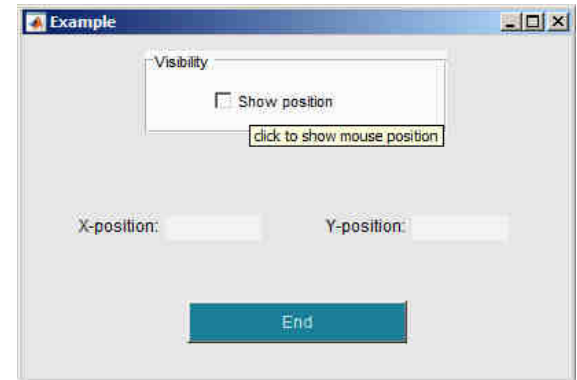 Example
Visibility
Show position
click to show mouse position
X-position:
Y-position:
End